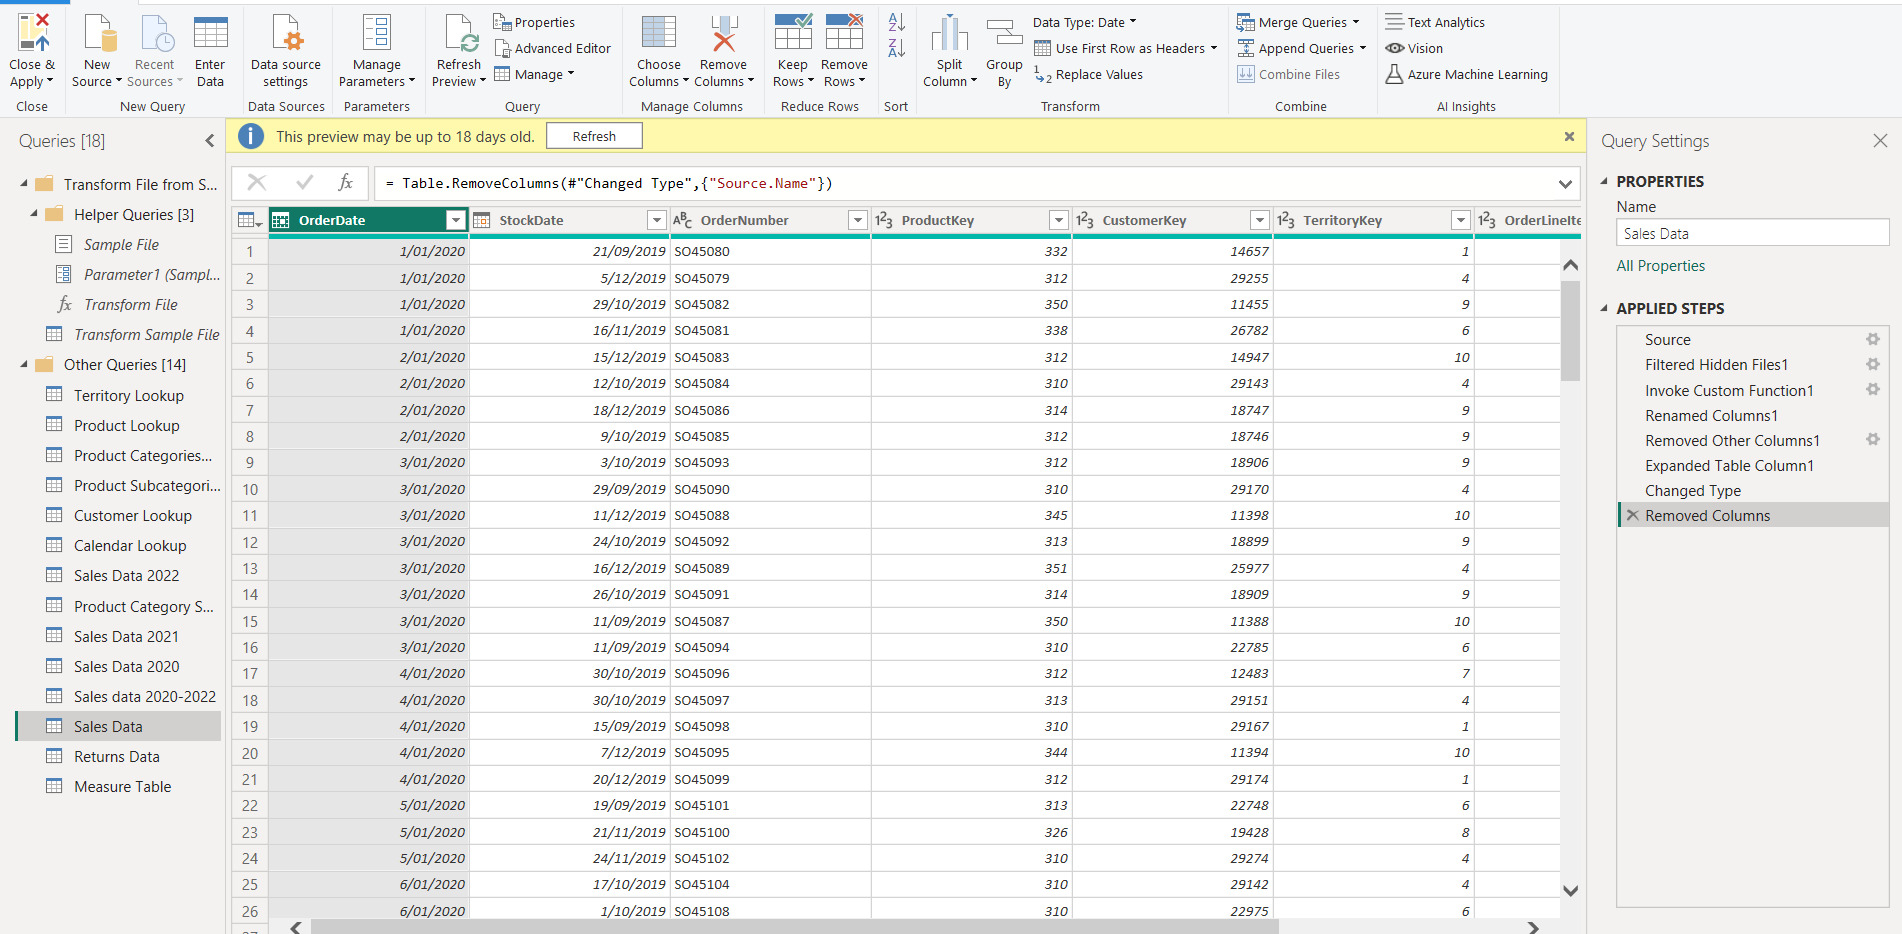 Close & Apply
New Source
Recent Sources
Enter Data
Data source settings
Manage Parameters
Refresh Preview
Properties
Advanced Editor
Manage
Choose Columns
Remove Columns
Keep Rows
Remove Rows
Split Column
Group By
Data Type: Date
Use First Row as Headers
Replace Values
Merge Queries
Append Queries
Combine Files
Text Analytics
Vision
Azure Machine Learning
Close
New Query
Data Sources
Parameters
Query
Manage Columns
Reduce Rows
Sort
Transform
Combine
AI Insights
Queries [18]
Transform File from S...
Helper Queries [3]
Sample File
Parameter1 (Sampl...
Transform File
Transform Sample File
Other Queries [14]
Territory Lookup
Product Lookup
Product Categories...
Product Subcategori...
Customer Lookup
Calendar Lookup
Sales Data 2022
Product Category S...
Sales Data 2021
Sales Data 2020
Sales data 2020-2022
Sales Data
Returns Data
Measure Table
This preview may be up to 18 days old. Refresh
= Table.RemoveColumns(#"Changed Type",{"Source.Name"})
OrderDate StockDate OrderNumber ProductKey CustomerKey TerritoryKey OrderLineIte
1 1/01/2020 21/09/2019 SO45080 332 14657 1
2 1/01/2020 5/12/2019 SO45079 312 29255 4
3 1/01/2020 29/10/2019 SO45082 350 11455 9
4 1/01/2020 16/11/2019 SO45081 338 26782 6
5 2/01/2020 15/12/2019 SO45083 312 14947 10
6 2/01/2020 12/10/2019 SO45084 310 29143 4
7 2/01/2020 18/12/2019 SO45086 314 18747 9
8 2/01/2020 9/10/2019 SO45085 312 18746 9
9 3/01/2020 3/10/2019 SO45093 312 18906 9
10 3/01/2020 29/09/2019 SO45090 310 29170 4
11 3/01/2020 11/12/2019 SO45088 345 11398 10
12 3/01/2020 24/10/2019 SO45092 313 18899 9
13 3/01/2020 16/12/2019 SO45089 351 25977 4
14 3/01/2020 26/10/2019 SO45091 314 18909 9
15 3/01/2020 11/09/2019 SO45087 350 11388 10
16 3/01/2020 11/09/2019 SO45094 310 22785 6
17 4/01/2020 30/10/2019 SO45096 312 12483 7
18 4/01/2020 30/10/2019 SO45097 313 29151 4
19 4/01/2020 15/09/2019 SO45098 310 29167 1
20 4/01/2020 7/12/2019 SO45095 344 11394 10
21 4/01/2020 20/12/2019 SO45099 312 29174 1
22 5/01/2020 19/09/2019 SO45101 313 22748 6
23 5/01/2020 21/11/2019 SO45100 326 19428 8
24 5/01/2020 24/11/2019 SO45102 310 29274 4
25 6/01/2020 17/10/2019 SO45104 310 29142 4
26 6/01/2020 1/10/2019 SO45108 310 22975 6
Query Settings
PROPERTIES
Name
Sales Data
All Properties
APPLIED STEPS
Source
Filtered Hidden Files1
Invoke Custom Function1
Renamed Columns1
Removed Other Columns1
Expanded Table Column1
Changed Type
Removed Columns